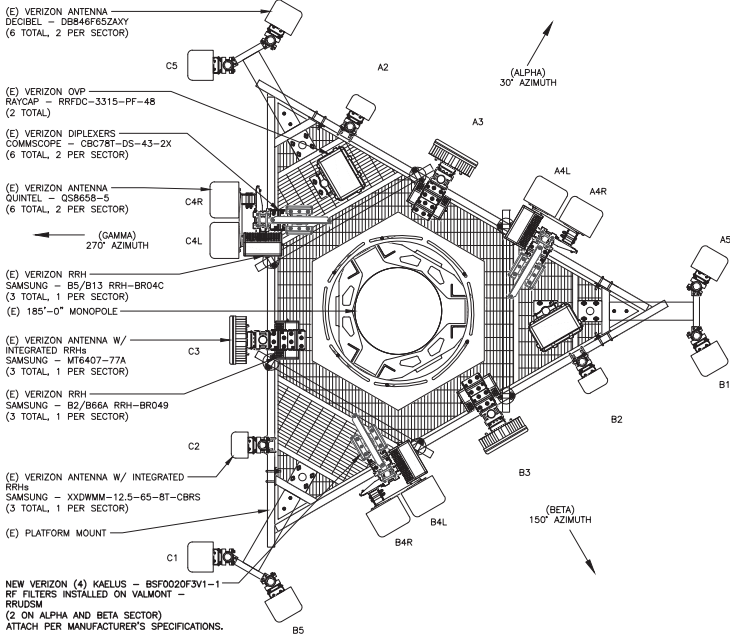 (E) VERIZON ANTENNA
DECIBEL - DB846F65ZAXY
(6 TOTAL, 2 PER SECTOR)
C5
A2
(ALPHA)
30° AZIMUTH
(E) VERIZON OVP
RAYCAP - RRFDC-3315-PF-48
(2 TOTAL)
A3
(E) VERIZON DIPLEXERS
COMMSCOPE - CBC78T-DS-43-2X
(6 TOTAL, 2 PER SECTOR)
A4L
A4R
(E) VERIZON ANTENNA
QUINTEL - QS8658-5
(6 TOTAL, 2 PER SECTOR)
C4R
(GAMMA)
270° AZIMUTH
C4L
A5
(E) VERIZON RRH
SAMSUNG - B5/B13 RRH-BR04C
(3 TOTAL, 1 PER SECTOR)
(E) 185'-0" MONOPOLE
(E) VERIZON ANTENNA W/
INTEGRATED RRHs
SAMSUNG - MT6407-77A
(3 TOTAL, 1 PER SECTOR)
C3
B1
(E) VERIZON RRH
SAMSUNG - B2/B66A RRH-BR049
(3 TOTAL, 1 PER SECTOR)
B2
C2
B3
(E) VERIZON ANTENNA W/ INTEGRATED
RRHs
SAMSUNG - XXDWMM-12.5-65-8T-CBRS
(3 TOTAL, 1 PER SECTOR)
(BETA)
150° AZIMUTH
B4L
B4R
(E) PLATFORM MOUNT
C1
NEW VERIZON (4) KAELUS - BSF0020F3V1-1
RF FILTERS INSTALLED ON VALMONT -
RRUDSM
(2 ON ALPHA AND BETA SECTOR)
ATTACH PER MANUFACTURER'S SPECIFICATIONS.
B5